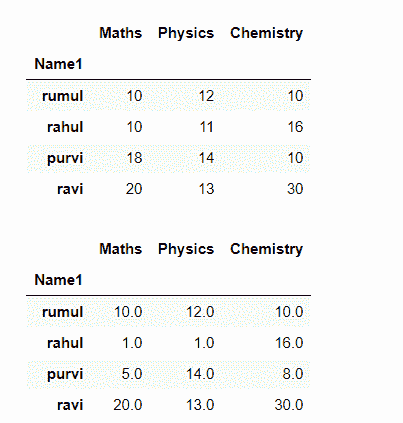 Maths Physics Chemistry
Name1
rumul 10 12 10
rahul 10 11 16
purvi 18 14 10
ravi 20 13 30
Maths Physics Chemistry
Name1
rumul 10.0 12.0 10.0
rahul 1.0 1.0 16.0
purvi 5.0 14.0 8.0
ravi 20.0 13.0 30.0